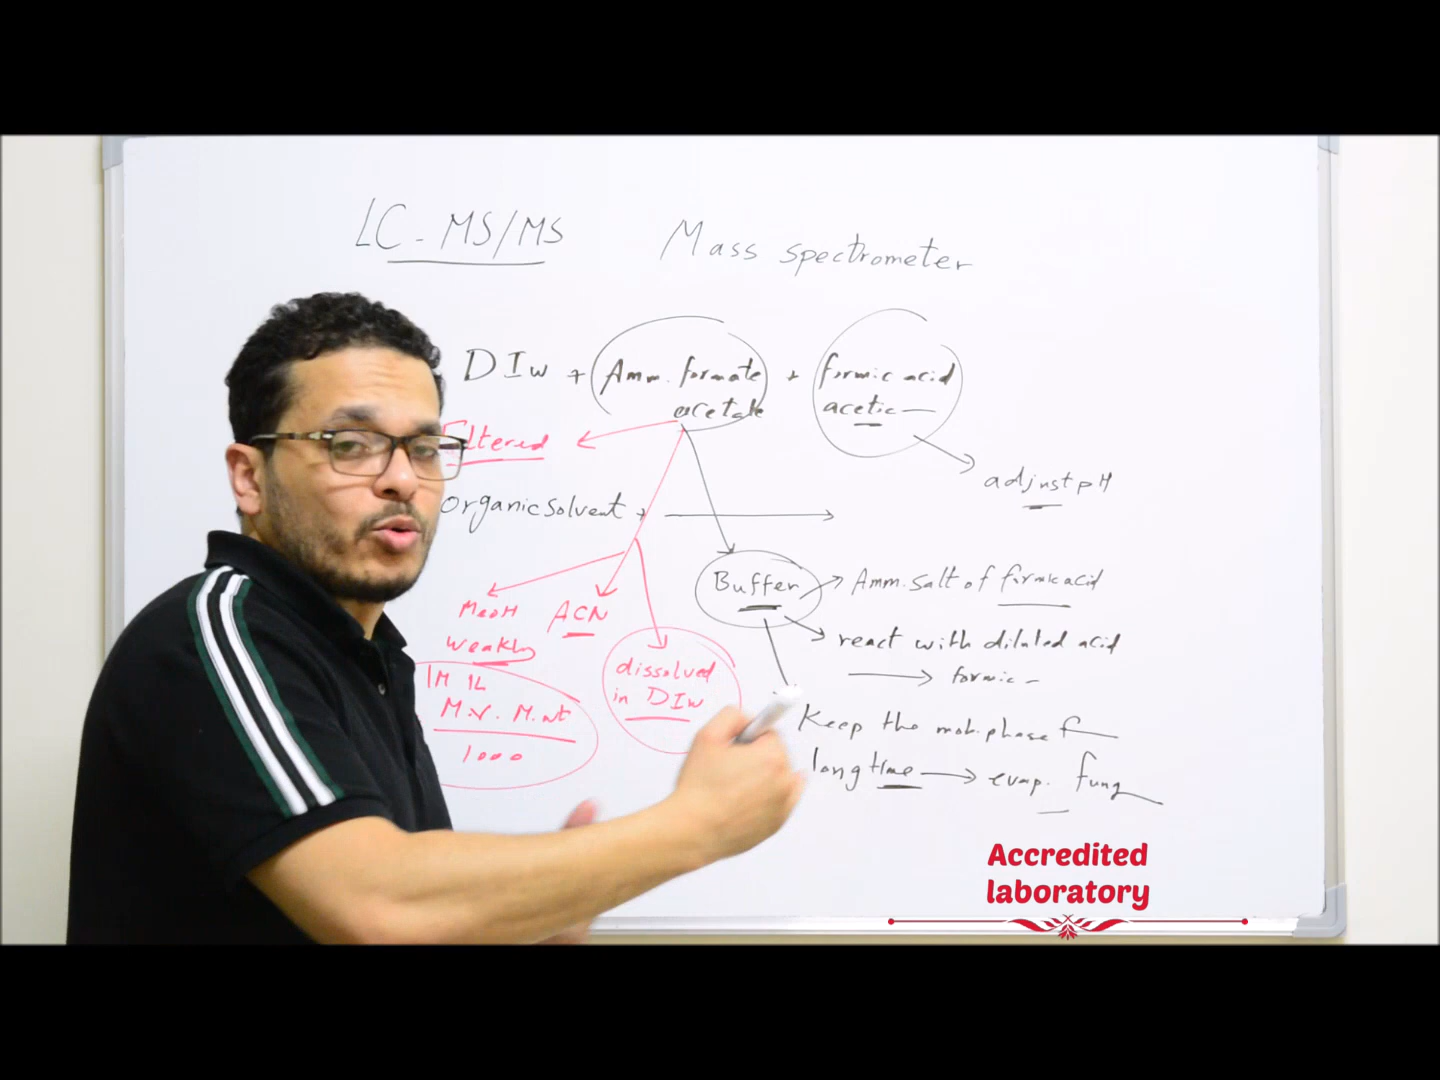 LC-MS/MS Mass spectrometer
DIw + Amm. formate + formic acid
acetate acetic
Filtered
adjust pH
organic solvent +
Buffer
Amm. salt of formic acid
MeOH ACN
weakly
react with diluted acid
formic
dissolved
in DIw
1M 1L
M.V. M.wt
1000
Keep the mob. phase f
long time evap. fung
Accredited
laboratory